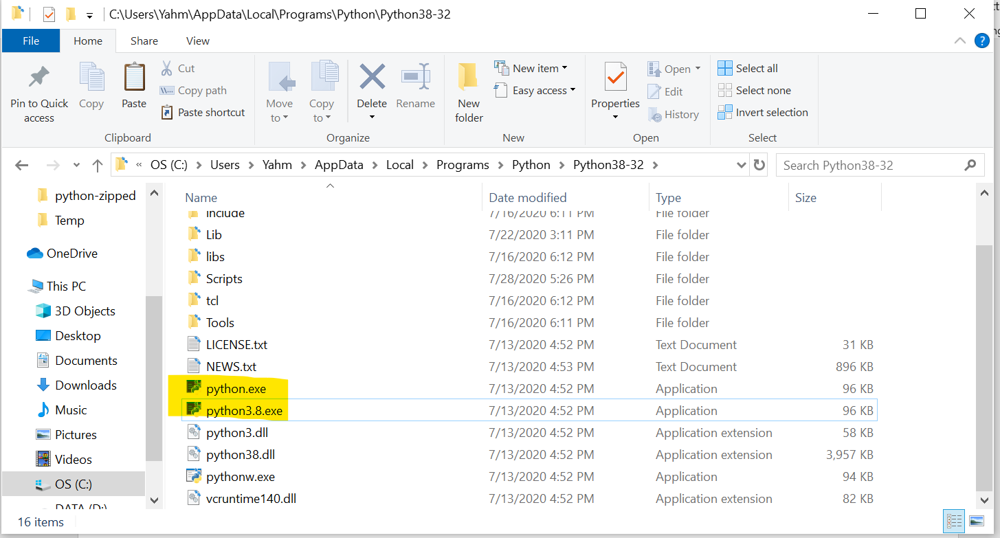 C:\Users\Yahm\AppData\Local\Programs\Python\Python38-32
File Home Share View ?
Pin to Quick access
Copy
Paste
Cut
Copy path
Paste shortcut
Clipboard
Move to
Copy to
Delete
Rename
Organize
New folder
New item
Easy access
New
Properties
Open
Edit
History
Open
Select all
Select none
Invert selection
Select
« OS (C:) > Users > Yahm > AppData > Local > Programs > Python > Python38-32 >
Search Python38-32
python-zipped
Temp
OneDrive
This PC
3D Objects
Desktop
Documents
Downloads
Music
Pictures
Videos
OS (C:)
DATA (D:)
Name Date modified Type Size
include 7/16/2020 6:11 PM File folder
Lib 7/22/2020 3:11 PM File folder
libs 7/16/2020 6:12 PM File folder
Scripts 7/28/2020 5:26 PM File folder
tcl 7/16/2020 6:12 PM File folder
Tools 7/16/2020 6:11 PM File folder
LICENSE.txt 7/13/2020 4:52 PM Text Document 31 KB
NEWS.txt 7/13/2020 4:53 PM Text Document 896 KB
python.exe 7/13/2020 4:52 PM Application 96 KB
python3.8.exe 7/13/2020 4:52 PM Application 96 KB
python3.dll 7/13/2020 4:52 PM Application extension 58 KB
python38.dll 7/13/2020 4:52 PM Application extension 3,957 KB
pythonw.exe 7/13/2020 4:52 PM Application 94 KB
vcruntime140.dll 7/13/2020 4:52 PM Application extension 82 KB
16 items